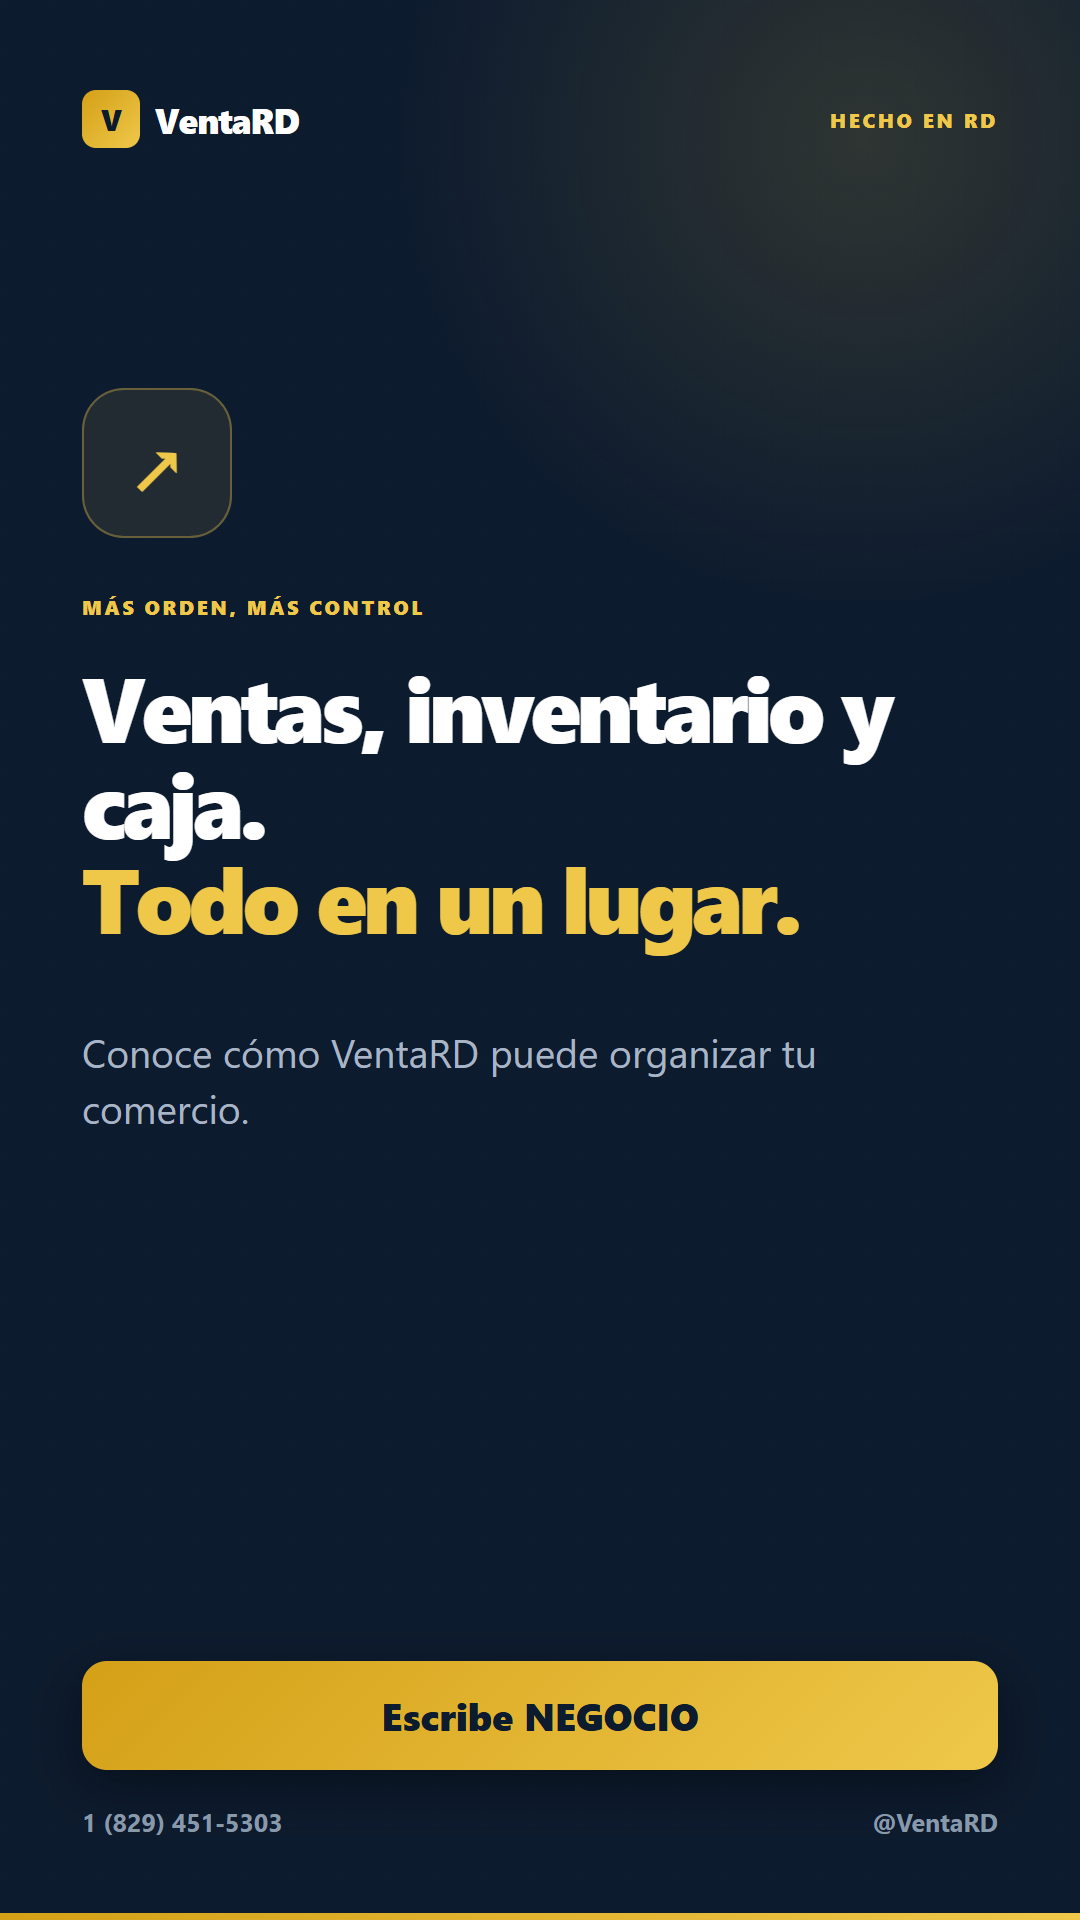 V VentaRD
HECHO EN RD
MÁS ORDEN, MÁS CONTROL
Ventas, inventario y
caja.
Todo en un lugar.
Conoce cómo VentaRD puede organizar tu
comercio.
Escribe NEGOCIO
1 (829) 451-5303
@VentaRD